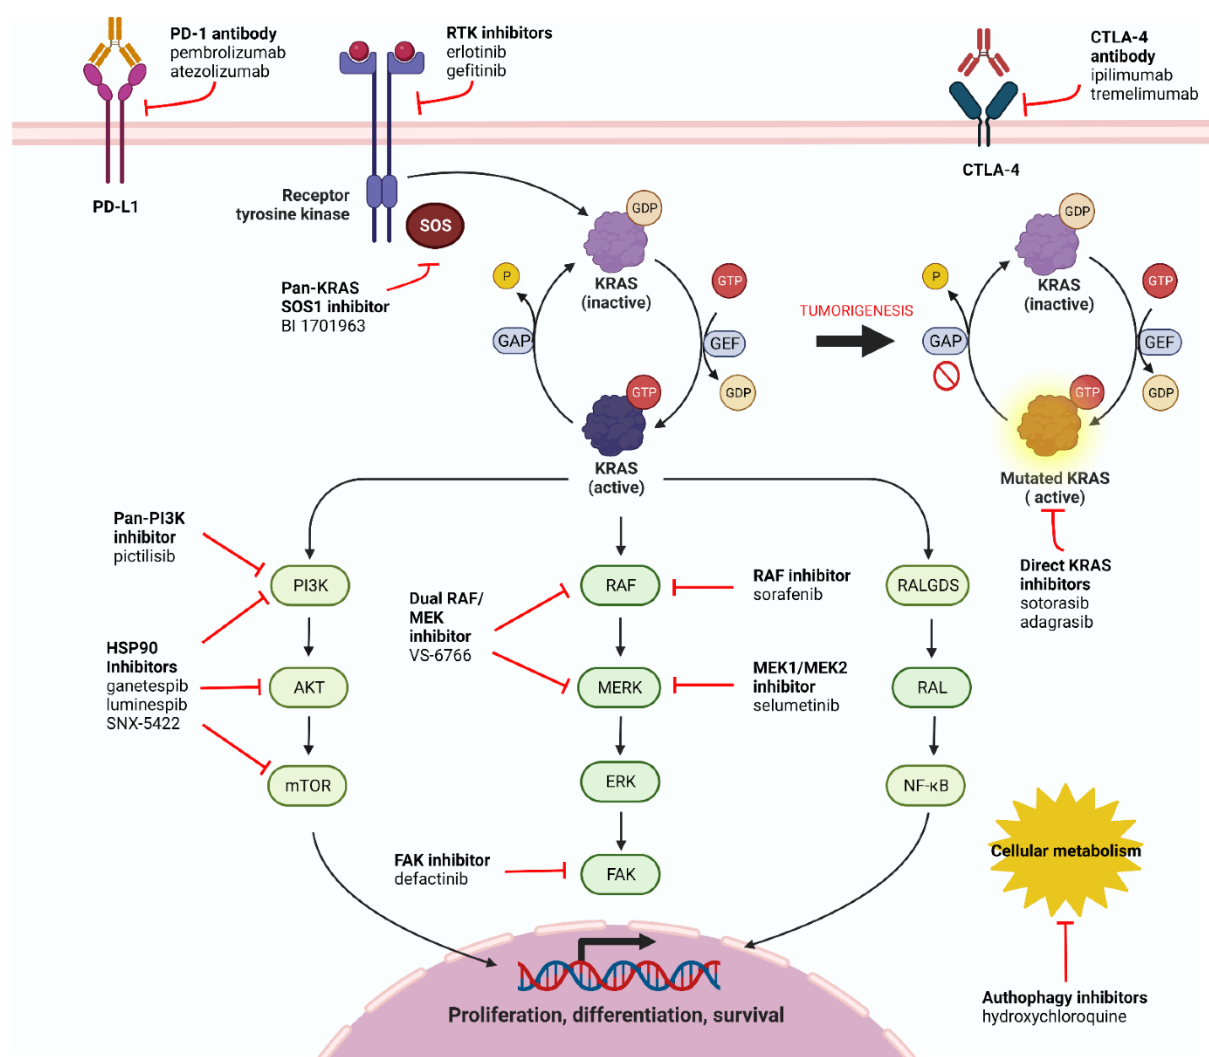 PD-1 antibody
pembrolizumab
atezolizumab
RTK inhibitors
erlotinib
gefitinib
CTLA-4
antibody
ipilimumab
tremelimumab
PD-L1
Receptor
tyrosine kinase
SOS
CTLA-4
Pan-KRAS
SOS1 inhibitor
BI 1701963
GDP
KRAS
(inactive)
P
GTP
GAP
GEF
GTP
GDP
KRAS
(active)
TUMORIGENESIS
GDP
KRAS
(inactive)
P
GTP
GAP
GEF
GTP
GDP
Mutated KRAS
( active)
Direct KRAS
inhibitors
sotorasib
adagrasib
Pan-PI3K
inhibitor
pictilisib
PI3K
HSP90
Inhibitors
ganetespib
luminespib
SNX-5422
AKT
mTOR
Dual RAF/
MEK
inhibitor
VS-6766
RAF
RAF inhibitor
sorafenib
MERK
MEK1/MEK2
inhibitor
selumetinib
ERK
FAK inhibitor
defactinib
FAK
RALGDS
RAL
NF-κB
Cellular metabolism
Authophagy inhibitors
hydroxychloroquine
Proliferation, differentiation, survival